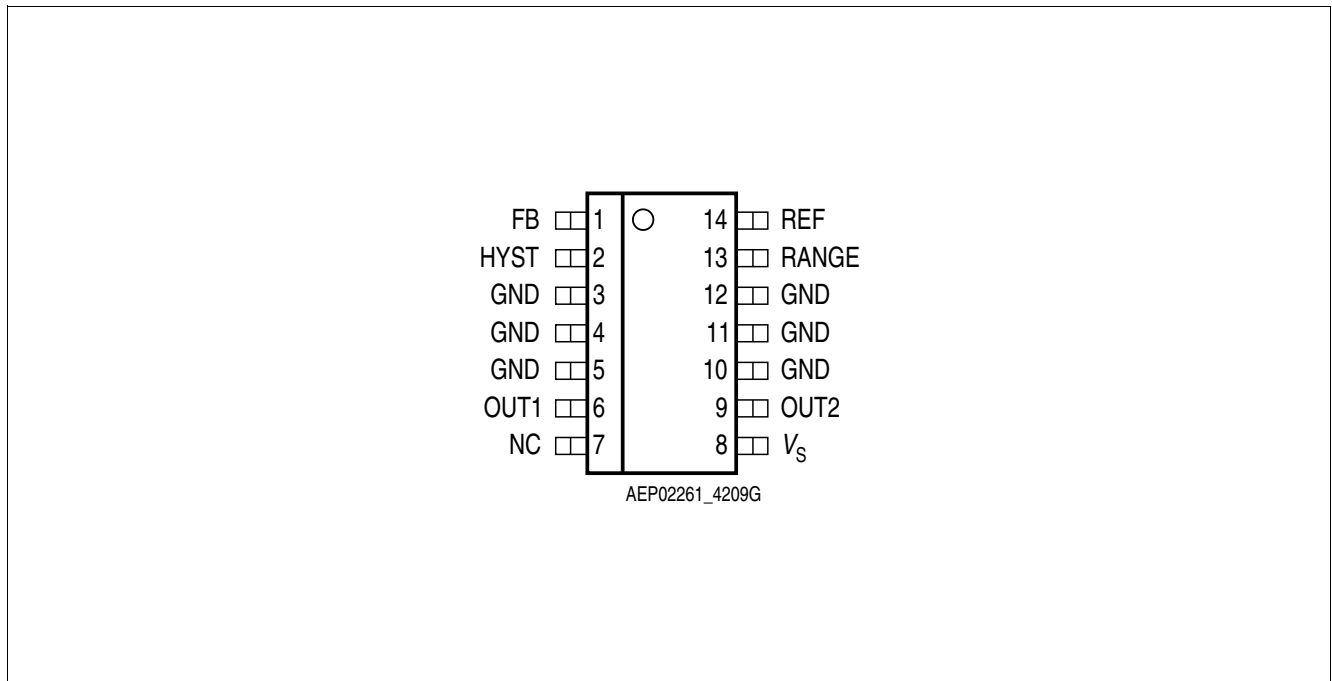 FB 1 14 REF
HYST 2 13 RANGE
GND 3 12 GND
GND 4 11 GND
GND 5 10 GND
OUT1 6 9 OUT2
NC 7 8 VS
AEP02261_4209G